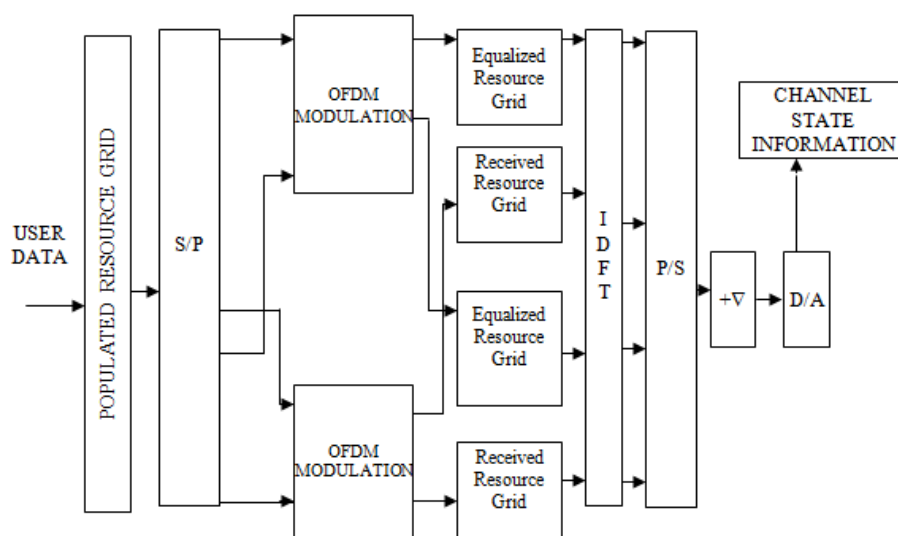 USER
DATA
POPULATED RESOURCE GRID
S/P
OFDM
MODULATION
OFDM
MODULATION
Equalized
Resource
Grid
Received
Resource
Grid
Equalized
Resource
Grid
Received
Resource
Grid
I
D
F
T
P/S
+∇
D/A
CHANNEL
STATE
INFORMATION